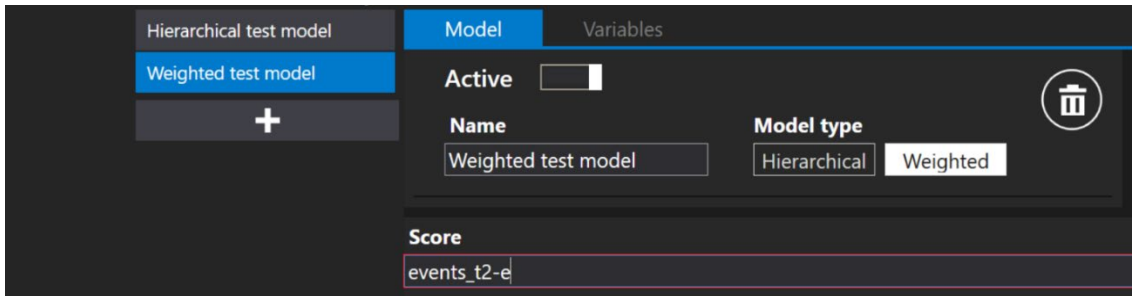 Hierarchical test model
Weighted test model
Model Variables
Active
Name Model type
Weighted test model Hierarchical Weighted
Score
events_t2-e